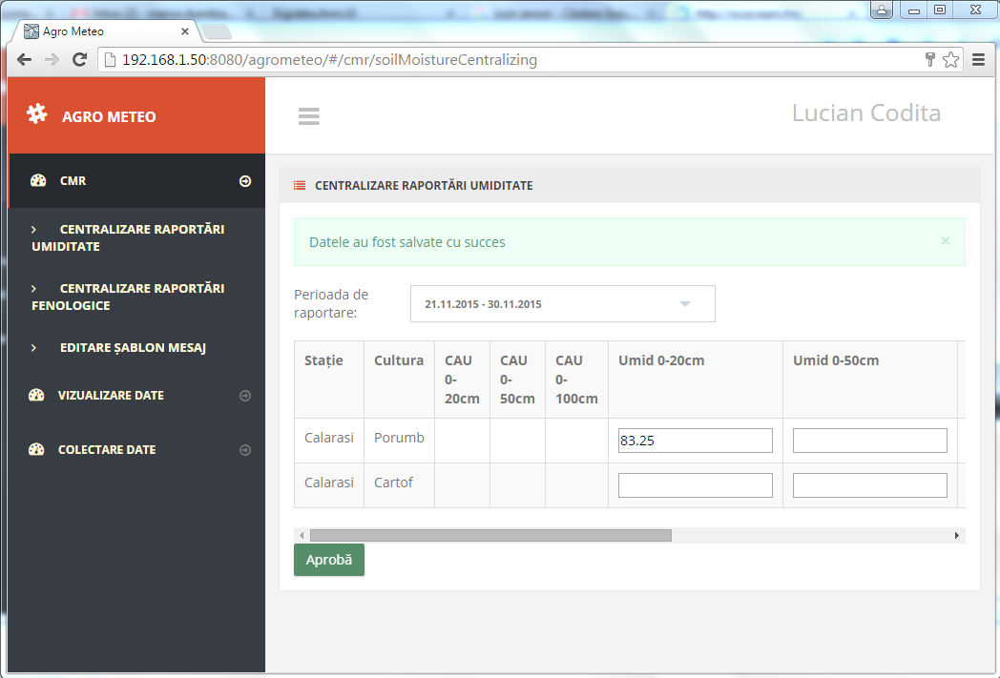 Agro Meteo
192.168.1.50:8080/agrometeo/#/cmr/soilMoistureCentralizing
AGRO METEO
Lucian Codita
CMR
CENTRALIZARE RAPORTĂRI
UMIDITATE
CENTRALIZARE RAPORTĂRI
FENOLOGICE
EDITARE ȘABLON MESAJ
VIZUALIZARE DATE
COLECTARE DATE
CENTRALIZARE RAPORTĂRI UMIDITATE
Datele au fost salvate cu succes
×
Perioada de
raportare:
21.11.2015 - 30.11.2015
Stație Cultura CAU 0-20cm CAU 0-50cm CAU 0-100cm Umid 0-20cm Umid 0-50cm
Calarasi Porumb 83.25
Calarasi Cartof
Aprobă